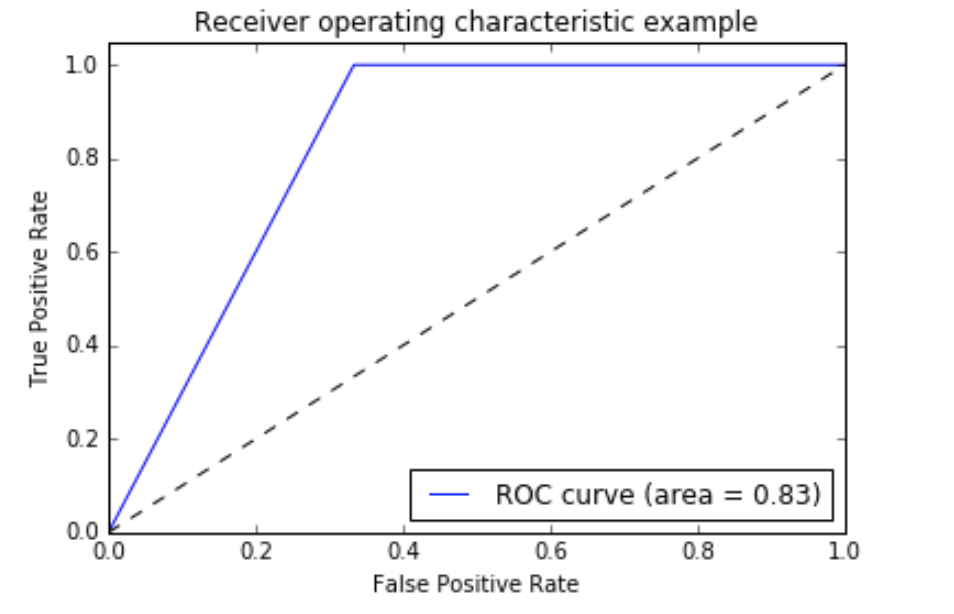 Receiver operating characteristic example
1.0
0.8
0.6
0.4
0.2
0.0
True Positive Rate
ROC curve (area = 0.83)
0.0 0.2 0.4 0.6 0.8 1.0
False Positive Rate